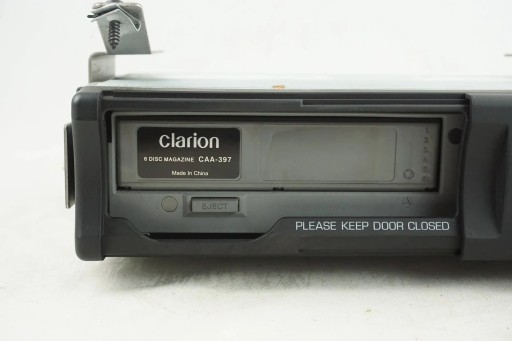 clarion
6 DISC MAGAZINE CAA-397
Made In China
EJECT
PLEASE KEEP DOOR CLOSED